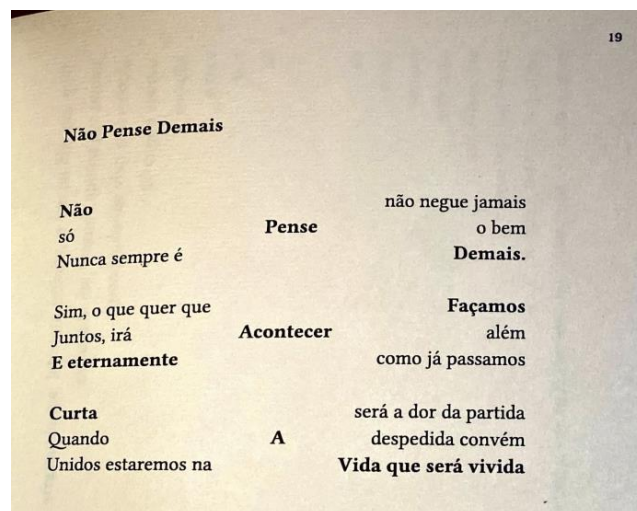 19
Não Pense Demais
Não não negue jamais
só Pense o bem
Nunca sempre é Demais.
Sim, o que quer que Façamos
Juntos, irá Acontecer além
E eternamente como já passamos
Curta será a dor da partida
Quando A despedida convém
Unidos estaremos na Vida que será vivida